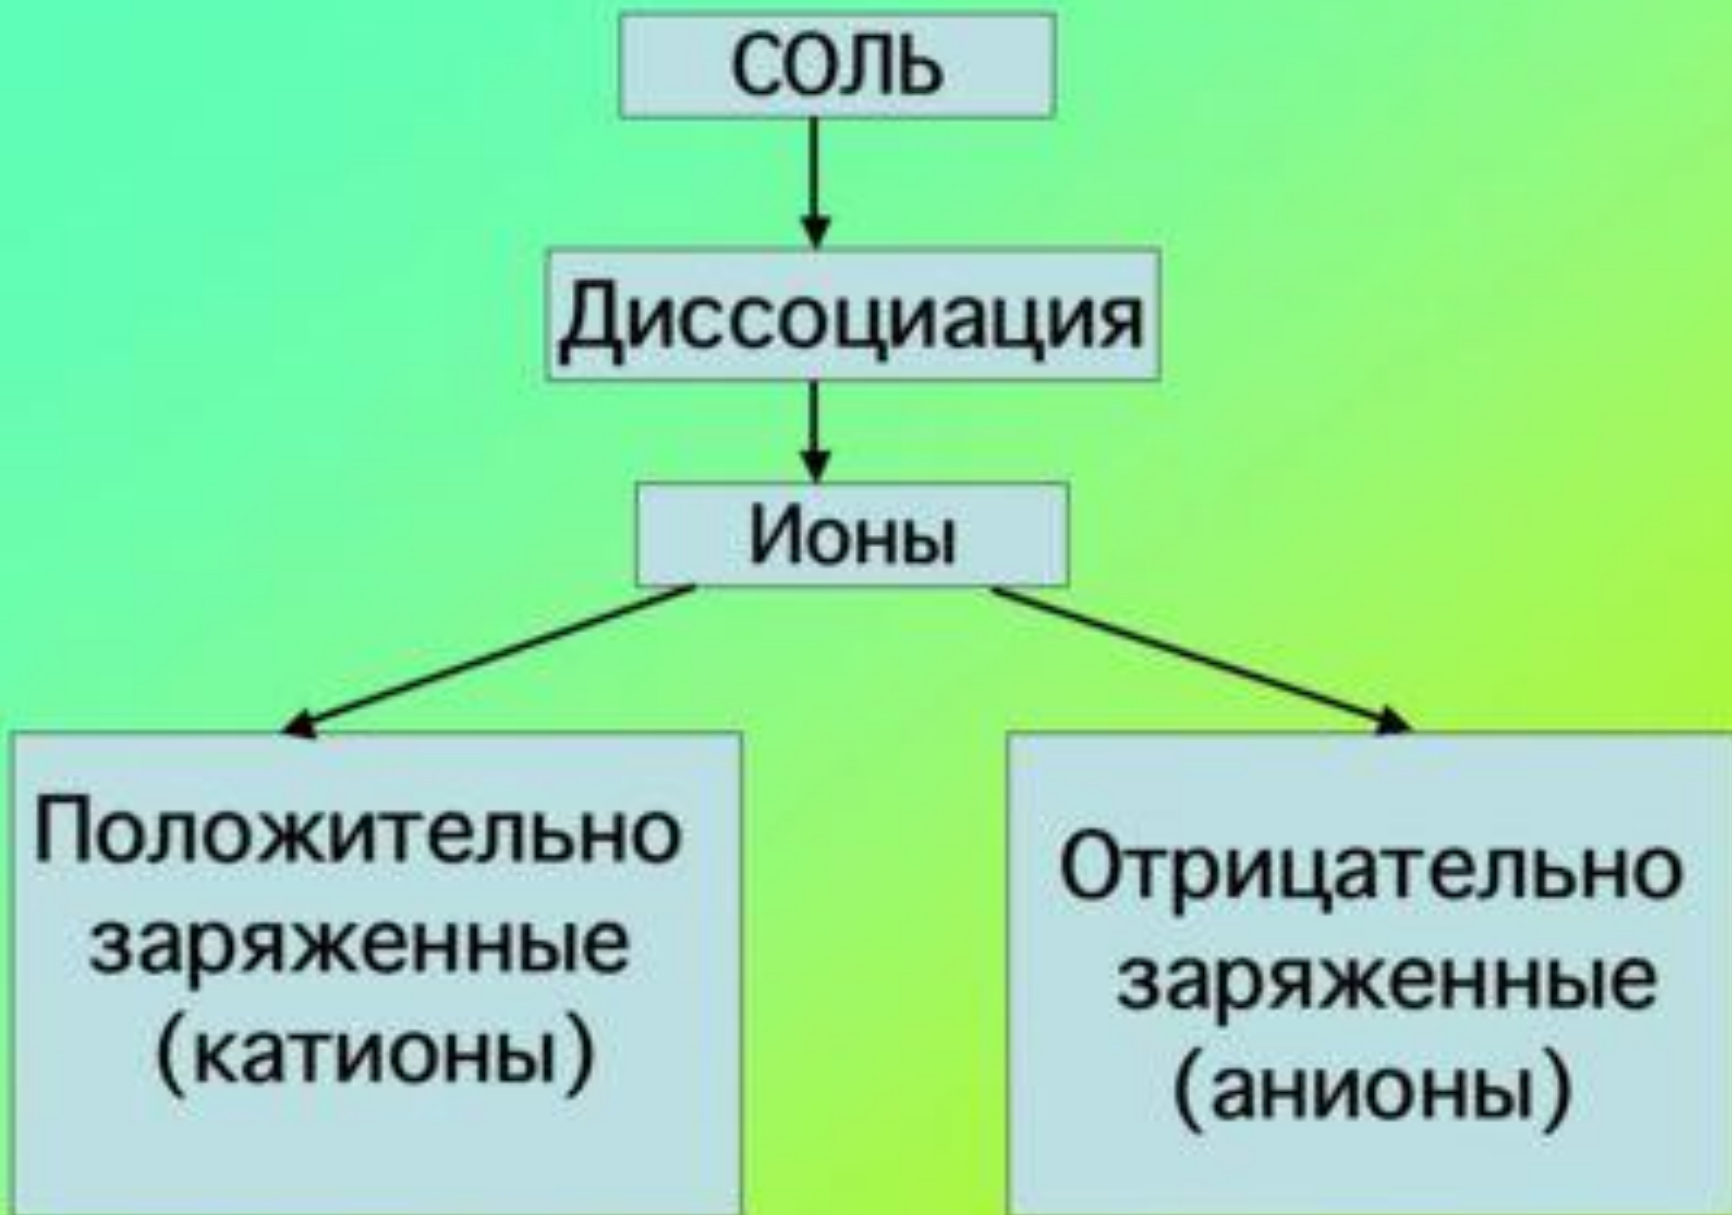 СОЛЬ
Диссоциация
Ионы
Положительно
заряженные
(катионы)
Отрицательно
заряженные
(анионы)